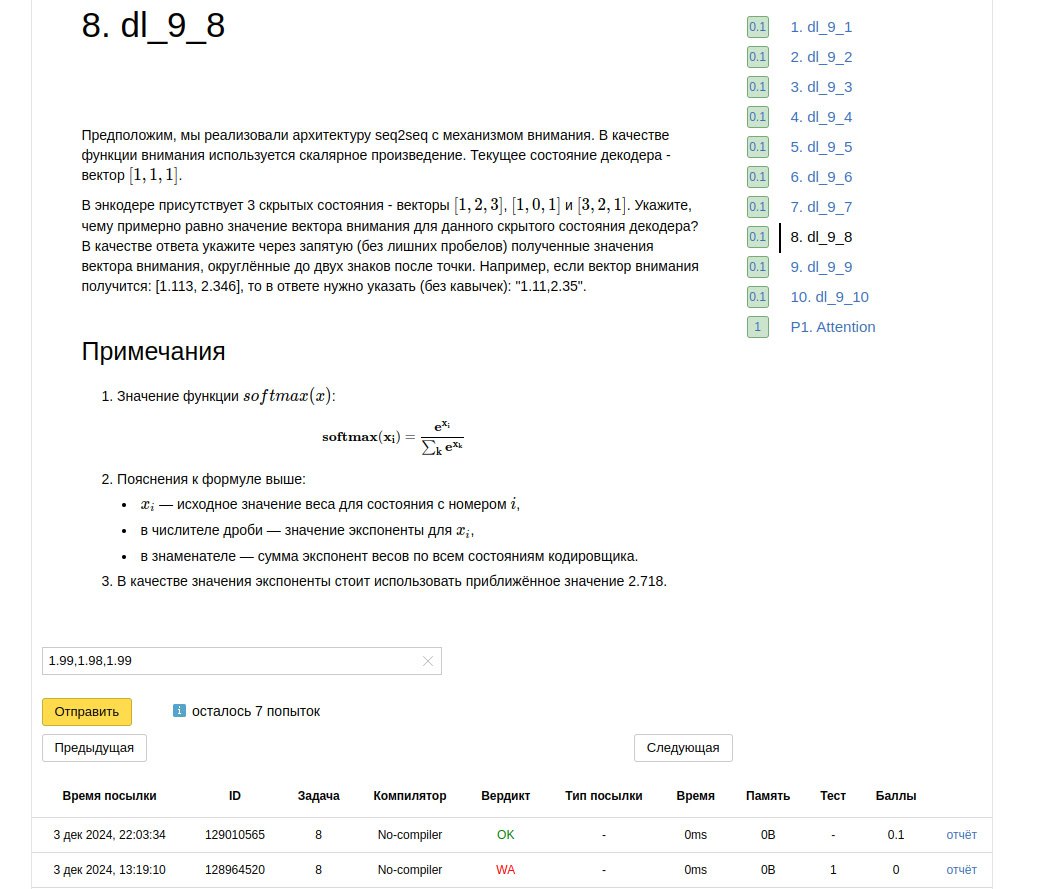 8. dl_9_8
Предположим, мы реализовали архитектуру seq2seq с механизмом внимания. В качестве
функции внимания используется скалярное произведение. Текущее состояние декодера -
вектор [1, 1, 1].
В энкодере присутствует 3 скрытых состояния - векторы [1, 2, 3], [1, 0, 1] и [3, 2, 1]. Укажите,
чему примерно равно значение вектора внимания для данного скрытого состояния декодера?
В качестве ответа укажите через запятую (без лишних пробелов) полученные значения
вектора внимания, округлённые до двух знаков после точки. Например, если вектор внимания
получится: [1.113, 2.346], то в ответе нужно указать (без кавычек): "1.11,2.35".
Примечания
1. Значение функции softmax(x):
softmax(x_i) = e^{x_i} / ∑_k e^{x_k}
2. Пояснения к формуле выше:
• x_i — исходное значение веса для состояния с номером i,
• в числителе дроби — значение экспоненты для x_i,
• в знаменателе — сумма экспонент весов по всем состояниям кодировщика.
3. В качестве значения экспоненты стоит использовать приближённое значение 2.718.
1.99,1.98,1.99
Отправить
i осталось 7 попыток
Предыдущая
Следующая
Время посылки ID Задача Компилятор Вердикт Тип посылки Время Память Тест Баллы
3 дек 2024, 22:03:34 129010565 8 No-compiler OK - 0ms 0B - 0.1 отчёт
3 дек 2024, 13:19:10 128964520 8 No-compiler WA - 0ms 0B 1 0 отчёт
0.1 1. dl_9_1
0.1 2. dl_9_2
0.1 3. dl_9_3
0.1 4. dl_9_4
0.1 5. dl_9_5
0.1 6. dl_9_6
0.1 7. dl_9_7
0.1 8. dl_9_8
0.1 9. dl_9_9
0.1 10. dl_9_10
1 P1. Attention